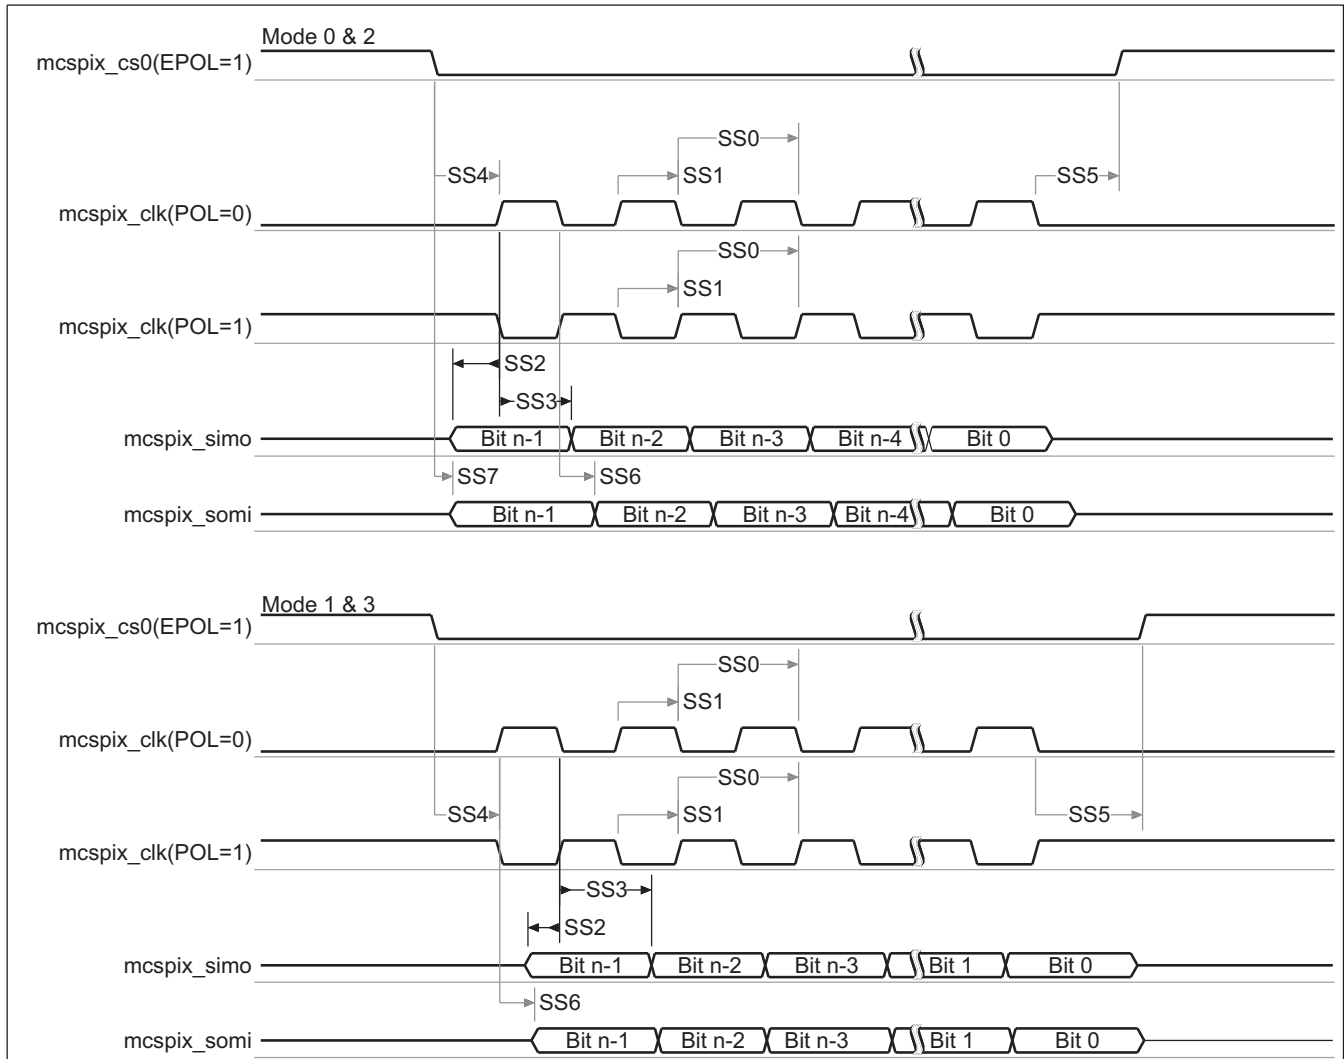 Mode 0 & 2
mcspix_cs0(EPOL=1)
SS0
SS4
SS1
SS5
mcspix_clk(POL=0)
SS0
SS1
mcspix_clk(POL=1)
SS2
SS3
mcspix_simo
Bit n-1 Bit n-2 Bit n-3 Bit n-4 Bit 0
SS7
SS6
mcspix_somi
Bit n-1 Bit n-2 Bit n-3 Bit n-4 Bit 0
Mode 1 & 3
mcspix_cs0(EPOL=1)
SS0
SS1
mcspix_clk(POL=0)
SS0
SS4
SS1
SS5
mcspix_clk(POL=1)
SS3
SS2
mcspix_simo
Bit n-1 Bit n-2 Bit n-3 Bit 1 Bit 0
SS6
mcspix_somi
Bit n-1 Bit n-2 Bit n-3 Bit 1 Bit 0